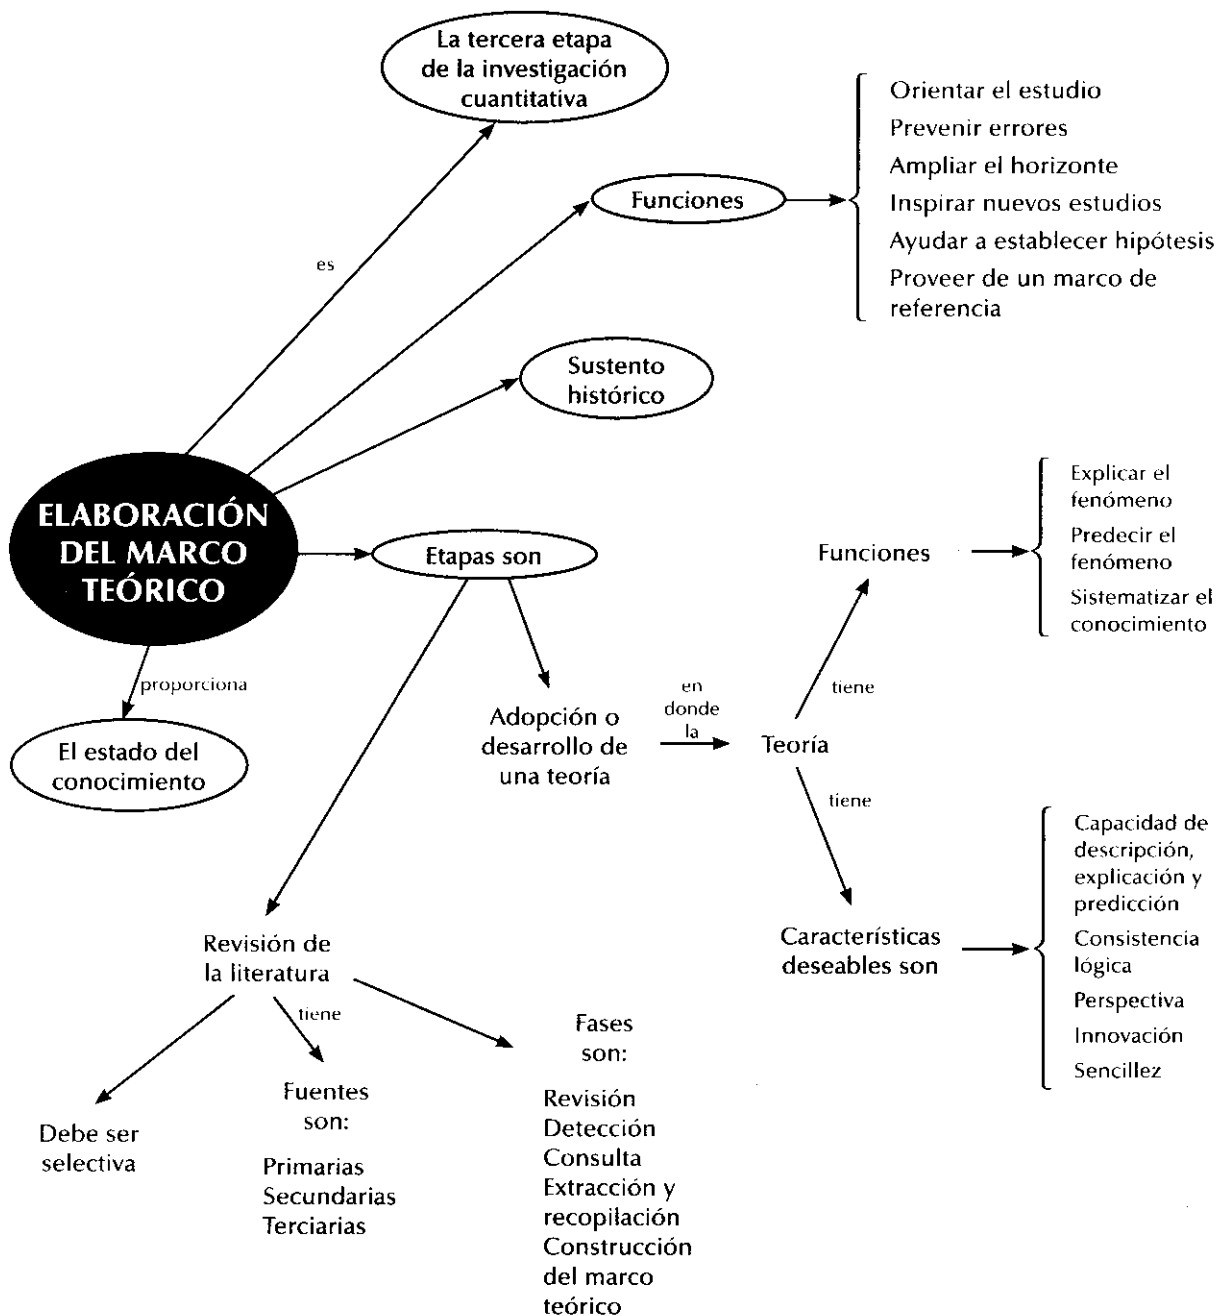 La tercera etapa
de la investigación
cuantitativa
Orientar el estudio
Prevenir errores
Ampliar el horizonte
Inspirar nuevos estudios
Ayudar a establecer hipótesis
Proveer de un marco de
referencia
Funciones
es
Sustento
histórico
ELABORACIÓN
DEL MARCO
TEÓRICO
Etapas son
Funciones
Explicar el
fenómeno
Predecir el
fenómeno
Sistematizar el
conocimiento
proporciona
El estado del
conocimiento
Adopción o
desarrollo de
una teoría
en
donde
la
Teoría
tiene
tiene
Características
deseables son
Capacidad de
descripción,
explicación y
predicción
Consistencia
lógica
Perspectiva
Innovación
Sencillez
Revisión de
la literatura
tiene
Debe ser
selectiva
Fuentes
son:
Primarias
Secundarias
Terciarias
Fases
son:
Revisión
Detección
Consulta
Extracción y
recopilación
Construcción
del marco
teórico